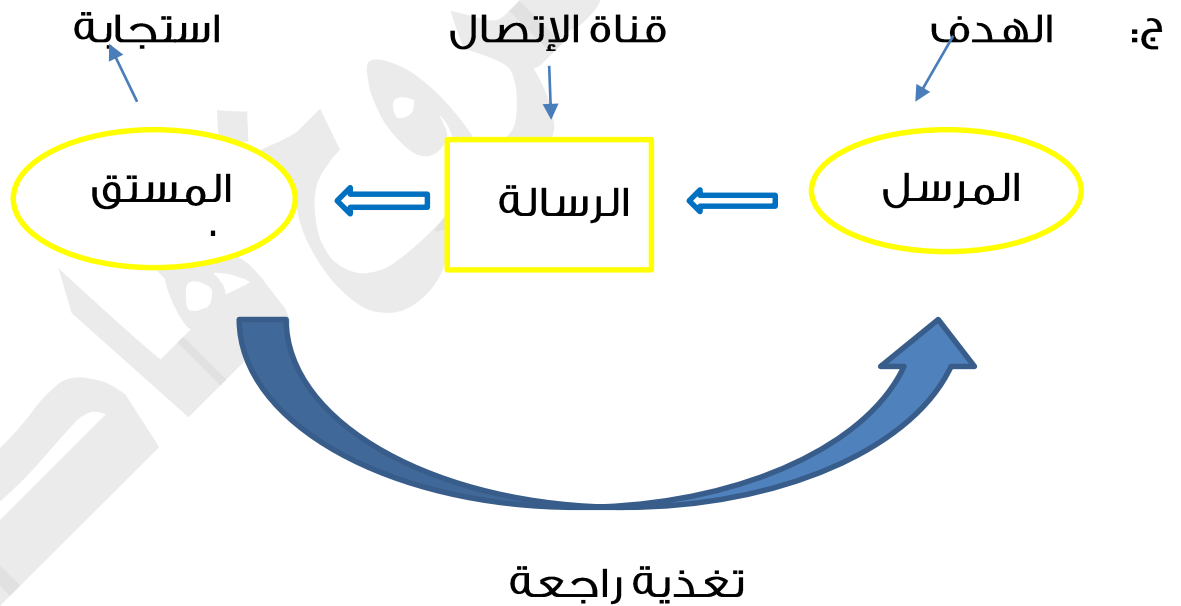 ج: الهدف قناة الإتصال استجابة
المرسل الرسالة المستق
تغذية راجعة